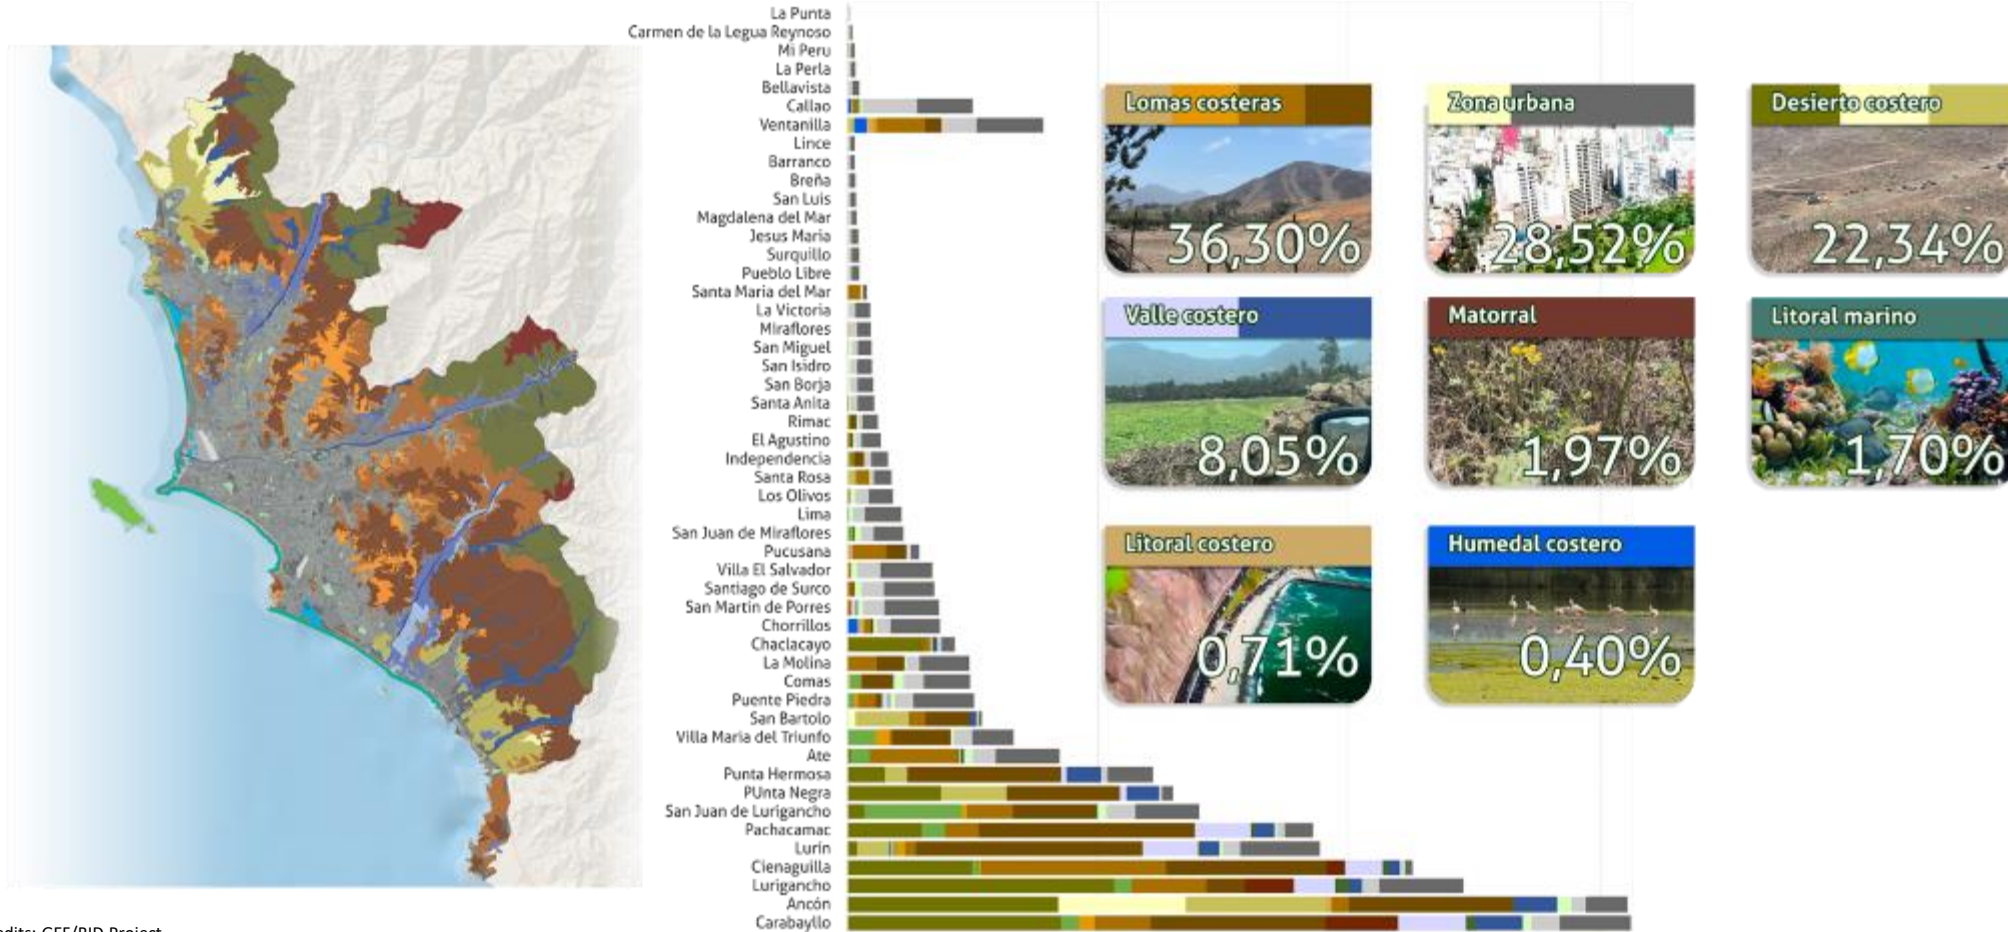 La Punta
Carmen de la Legua Reynoso
Mi Peru
La Perla
Bellavista
Callao
Ventanilla
Lince
Barranco
Breña
San Luis
Magdalena del Mar
Jesus Maria
Surquillo
Pueblo Libre
Santa Maria del Mar
La Victoria
Miraflores
San Miguel
San Isidro
San Borja
Santa Anita
Rimac
El Agustino
Independencia
Santa Rosa
Los Olivos
Lima
San Juan de Miraflores
Pucusana
Villa El Salvador
Santiago de Surco
San Martin de Porres
Chorrillos
Chaclacayo
La Molina
Comas
Puente Piedra
San Bartolo
Villa Maria del Triunfo
Ate
Punta Hermosa
PUnta Negra
San Juan de Lurigancho
Pachacamac
Lurin
Cienaguilla
Lurigancho
Ancón
Carabayllo
Lomas costeras
36,30%
Zona urbana
28,52%
Desierto costero
22,34%
Valle costero
8,05%
Matorral
1,97%
Litoral marino
1,70%
Litoral costero
0,71%
Humedal costero
0,40%